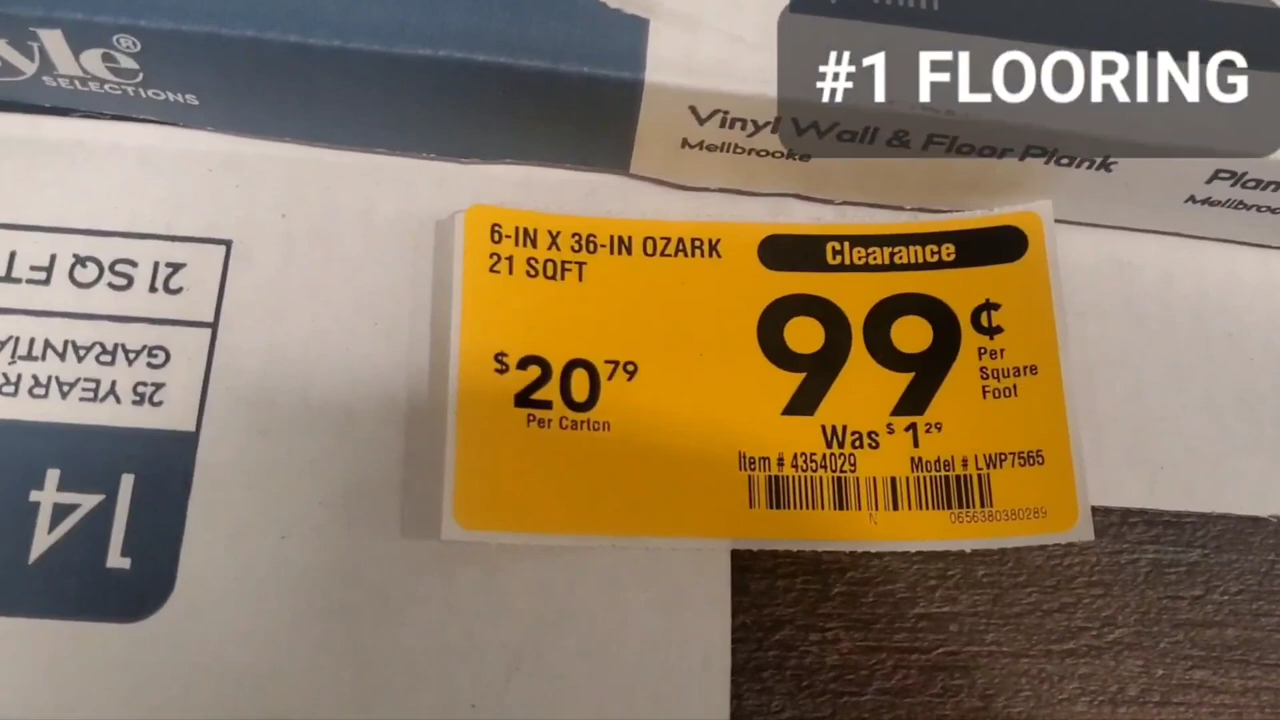 #1 FLOORING
yle®
SELECTIONS
Vinyl Wall & Floor Plank
Mellbrooke
Plan
Mellbroo
6-IN X 36-IN OZARK
21 SQFT
Clearance
$20.79
Per Carton
99¢
Per
Square
Foot
Was $1.29
Item # 4354029
Model # LWP7565
N
0656380380289
21 SQ FT
GARANTÍA
25 YEAR R
14